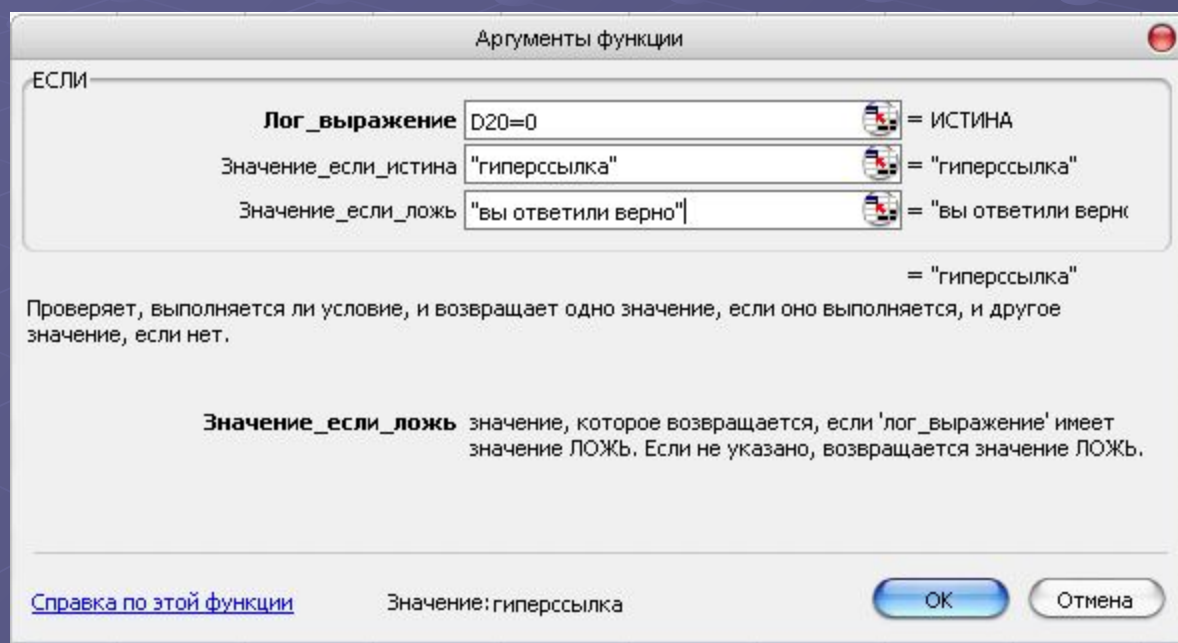 Аргументы функции
ЕСЛИ
Лог_выражение D20=0 = ИСТИНА
Значение_если_истина "гиперссылка" = "гиперссылка"
Значение_если_ложь "вы ответили верно" = "вы ответили верн
= "гиперссылка"
Проверяет, выполняется ли условие, и возвращает одно значение, если оно выполняется, и другое
значение, если нет.
Значение_если_ложь значение, которое возвращается, если 'лог_выражение' имеет
значение ЛОЖЬ. Если не указано, возвращается значение ЛОЖЬ.
Справка по этой функции Значение:гиперссылка ОК Отмена